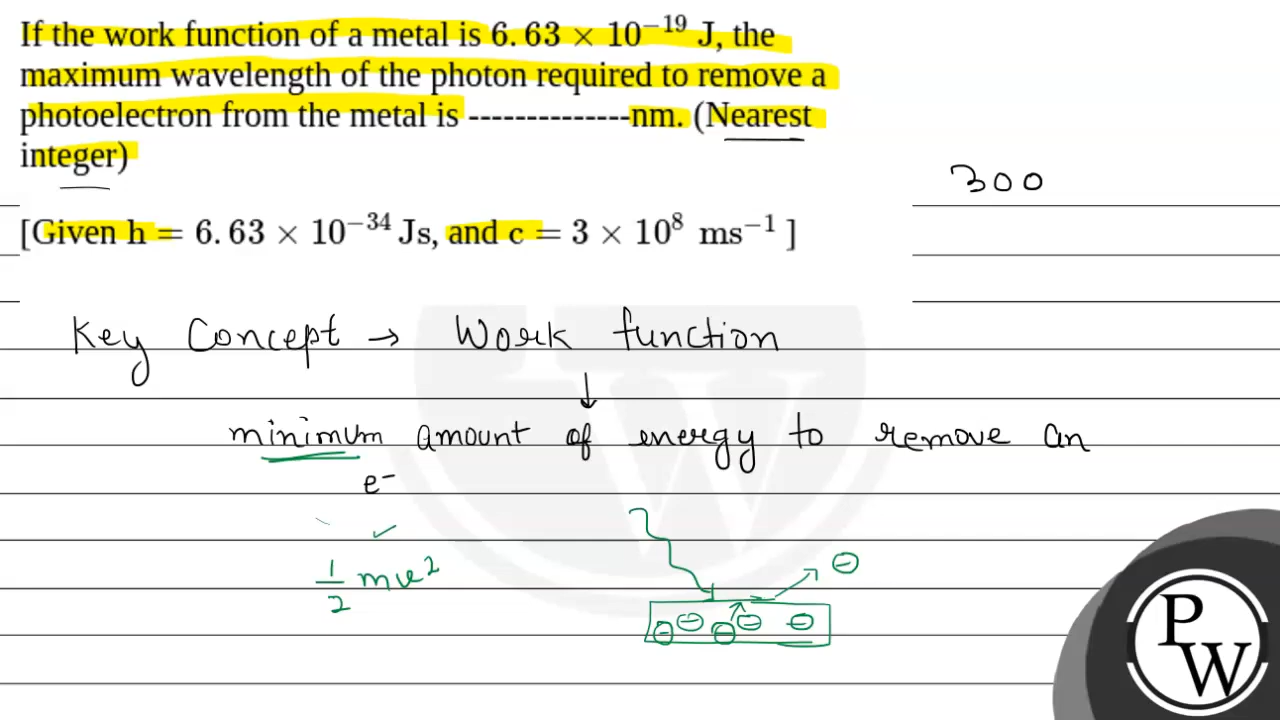 If the work function of a metal is 6.63 × 10⁻¹⁹ J, the
maximum wavelength of the photon required to remove a
photoelectron from the metal is --------------nm. (Nearest
integer)
300
[Given h = 6.63 × 10⁻³⁴ Js, and c = 3 × 10⁸ ms⁻¹ ]
Key Concept → Work function
↓
minimum amount of energy to remove an
e⁻
1/2 mv²
PW